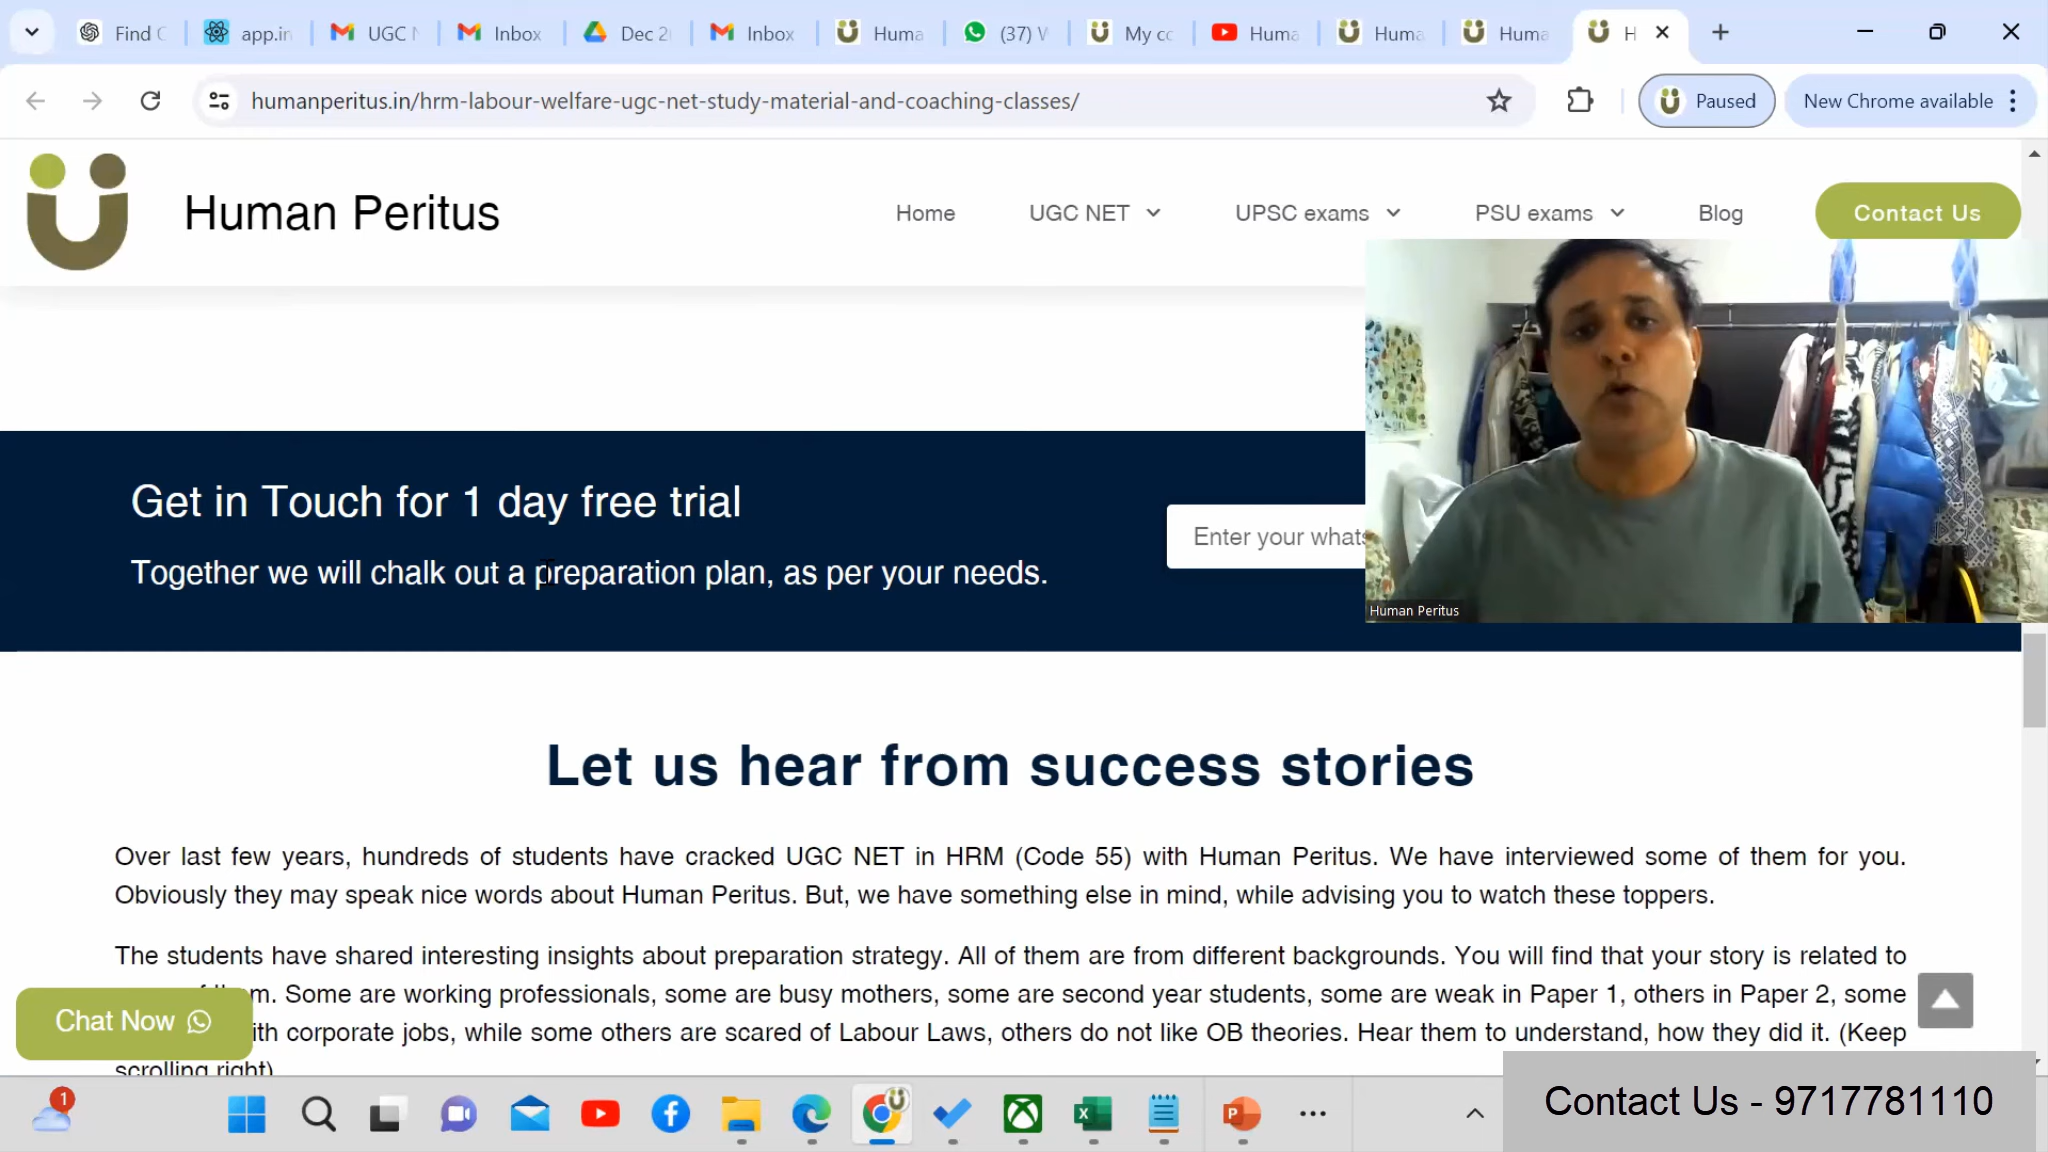 Find
app.in
UGC
Inbox
Dec 2
Inbox
Huma
(37)
My cc
Huma
Huma
Huma
H
humanperitus.in/hrm-labour-welfare-ugc-net-study-material-and-coaching-classes/
Paused
New Chrome available
Human Peritus
Home
UGC NET
UPSC exams
PSU exams
Blog
Contact Us
Get in Touch for 1 day free trial
Together we will chalk out a preparation plan, as per your needs.
Enter your whats
Human Peritus
Let us hear from success stories
Over last few years, hundreds of students have cracked UGC NET in HRM (Code 55) with Human Peritus. We have interviewed some of them for you.
Obviously they may speak nice words about Human Peritus. But, we have something else in mind, while advising you to watch these toppers.
The students have shared interesting insights about preparation strategy. All of them are from different backgrounds. You will find that your story is related to
Some are working professionals, some are busy mothers, some are second year students, some are weak in Paper 1, others in Paper 2, some
corporate jobs, while some others are scared of Labour Laws, others do not like OB theories. Hear them to understand, how they did it. (Keep
scrolling right)
Chat Now
1
Contact Us - 9717781110